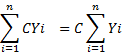 n n
∑ CYi = C ∑ Yi
i=1 i=1